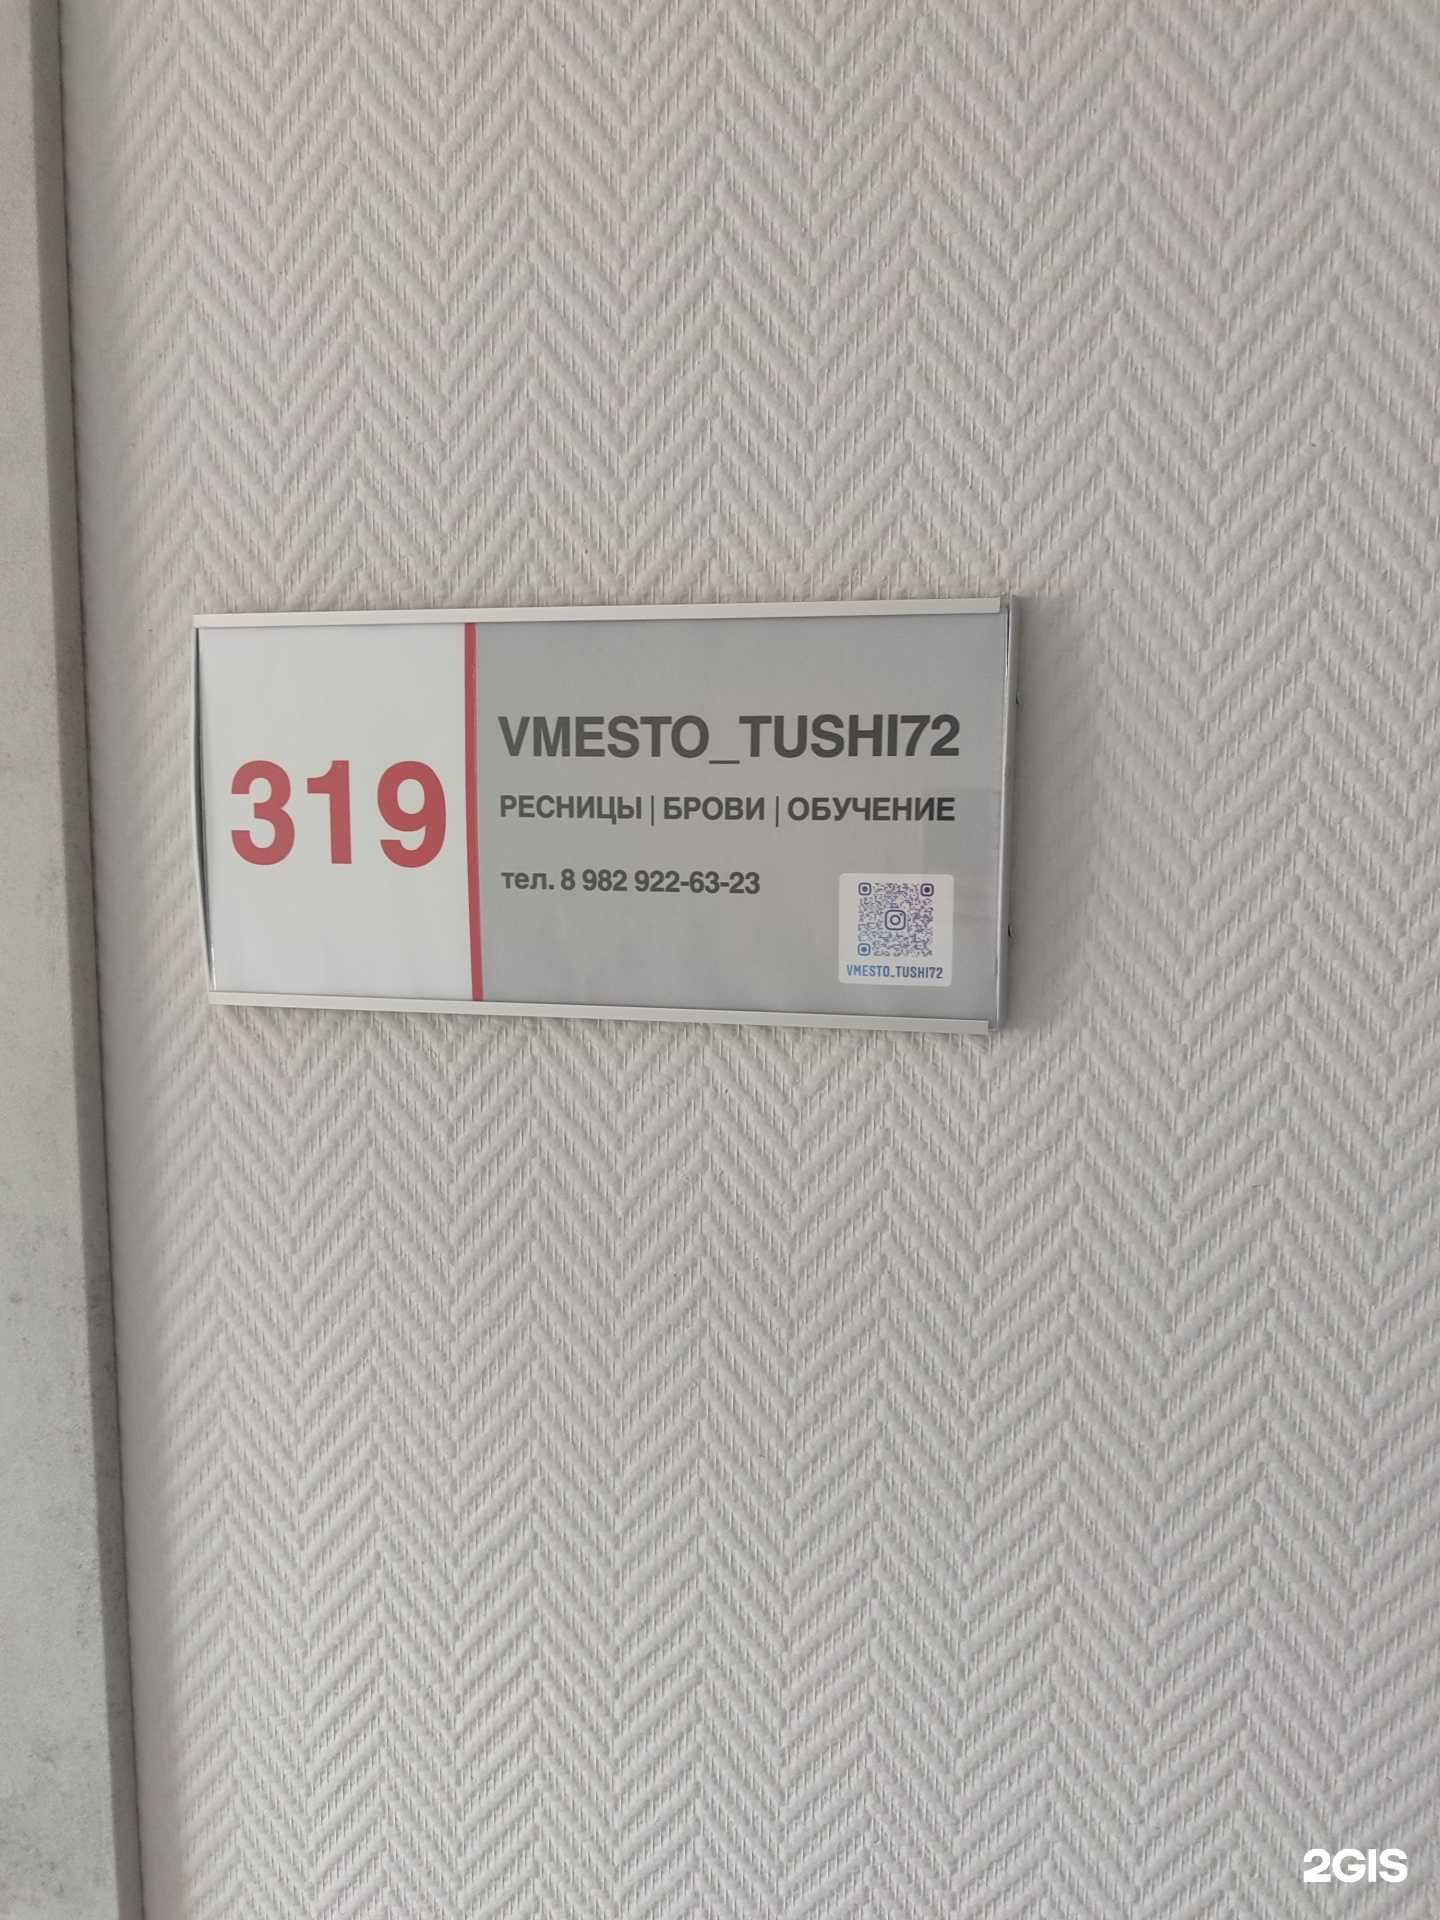 319
VMESTO_TUSHI72
РЕСНИЦЫ | БРОВИ | ОБУЧЕНИЕ
тел. 8 982 922-63-23
VMESTO_TUSHI72
2GIS